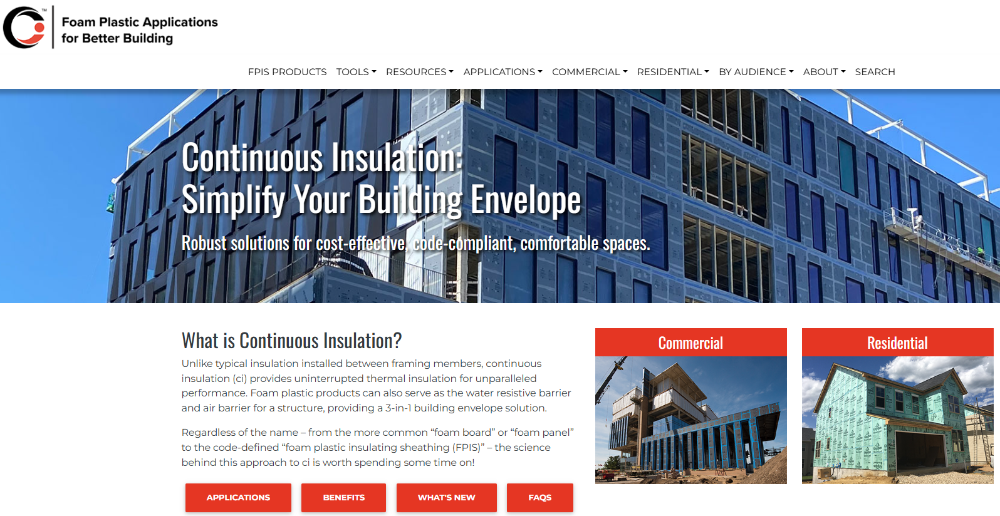 TM
Foam Plastic Applications
for Better Building
FPIS PRODUCTS TOOLS RESOURCES APPLICATIONS COMMERCIAL RESIDENTIAL BY AUDIENCE ABOUT SEARCH
Continuous Insulation:
Simplify Your Building Envelope
Robust solutions for cost-effective, code-compliant, comfortable spaces.
What is Continuous Insulation?
Unlike typical insulation installed between framing members, continuous
insulation (ci) provides uninterrupted thermal insulation for unparalleled
performance. Foam plastic products can also serve as the water resistive barrier
and air barrier for a structure, providing a 3-in-1 building envelope solution.
Regardless of the name – from the more common “foam board” or “foam panel”
to the code-defined “foam plastic insulating sheathing (FPIS)” – the science
behind this approach to ci is worth spending some time on!
APPLICATIONS BENEFITS WHAT'S NEW FAQS
Commercial
Residential